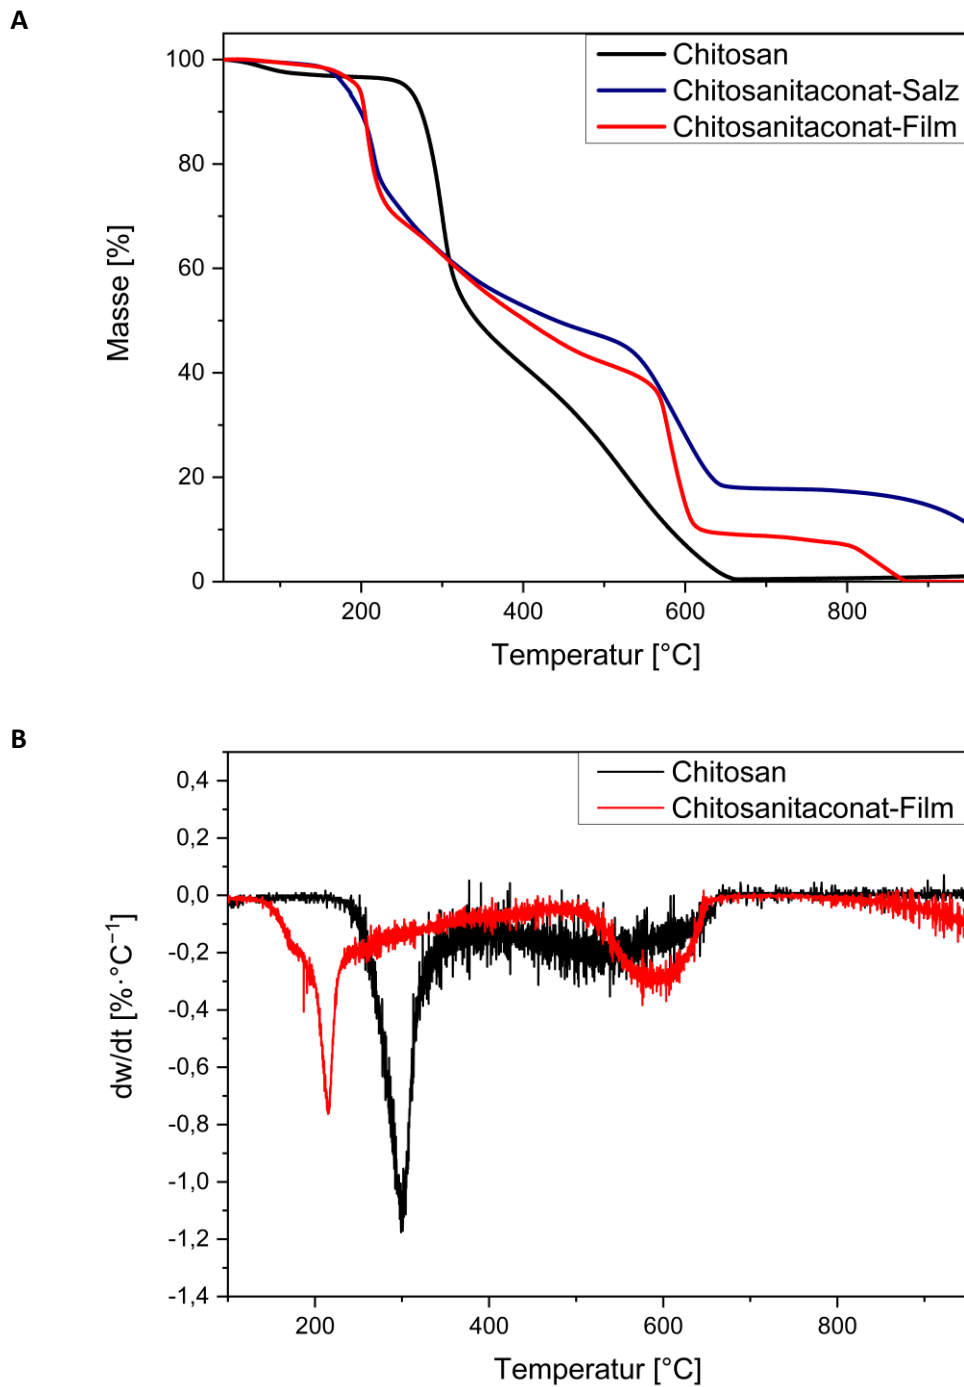 A
Chitosan
Chitosanitaconat-Salz
Chitosanitaconat-Film
100
80
60
40
20
0
Masse [%]
200 400 600 800
Temperatur [°C]
B
Chitosan
Chitosanitaconat-Film
0,4
0,2
0,0
-0,2
-0,4
-0,6
-0,8
-1,0
-1,2
-1,4
dw/dt [%·°C⁻¹]
200 400 600 800
Temperatur [°C]